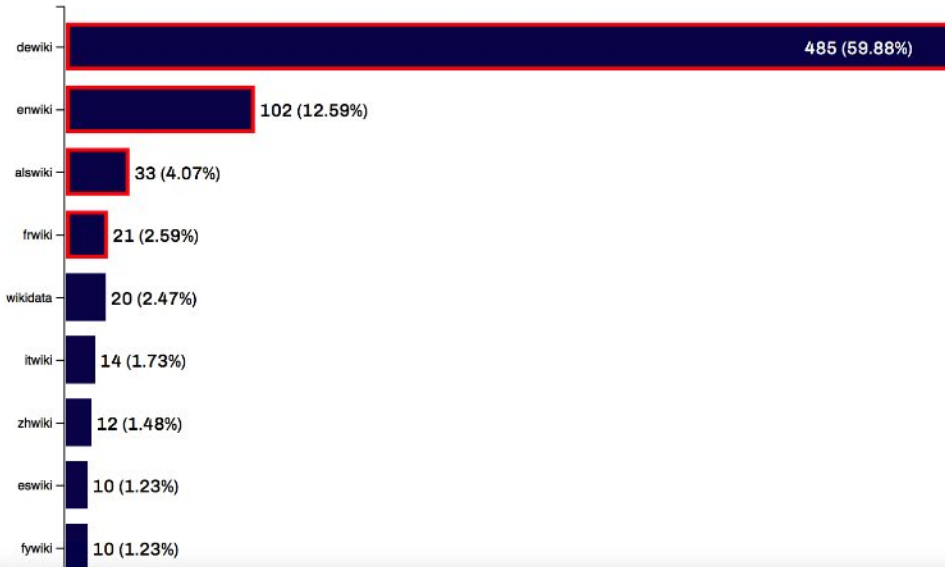 dewiki 485 (59.88%)
enwiki 102 (12.59%)
alswiki 33 (4.07%)
frwiki 21 (2.59%)
wikidata 20 (2.47%)
itwiki 14 (1.73%)
zhwiki 12 (1.48%)
eswiki 10 (1.23%)
fywiki 10 (1.23%)